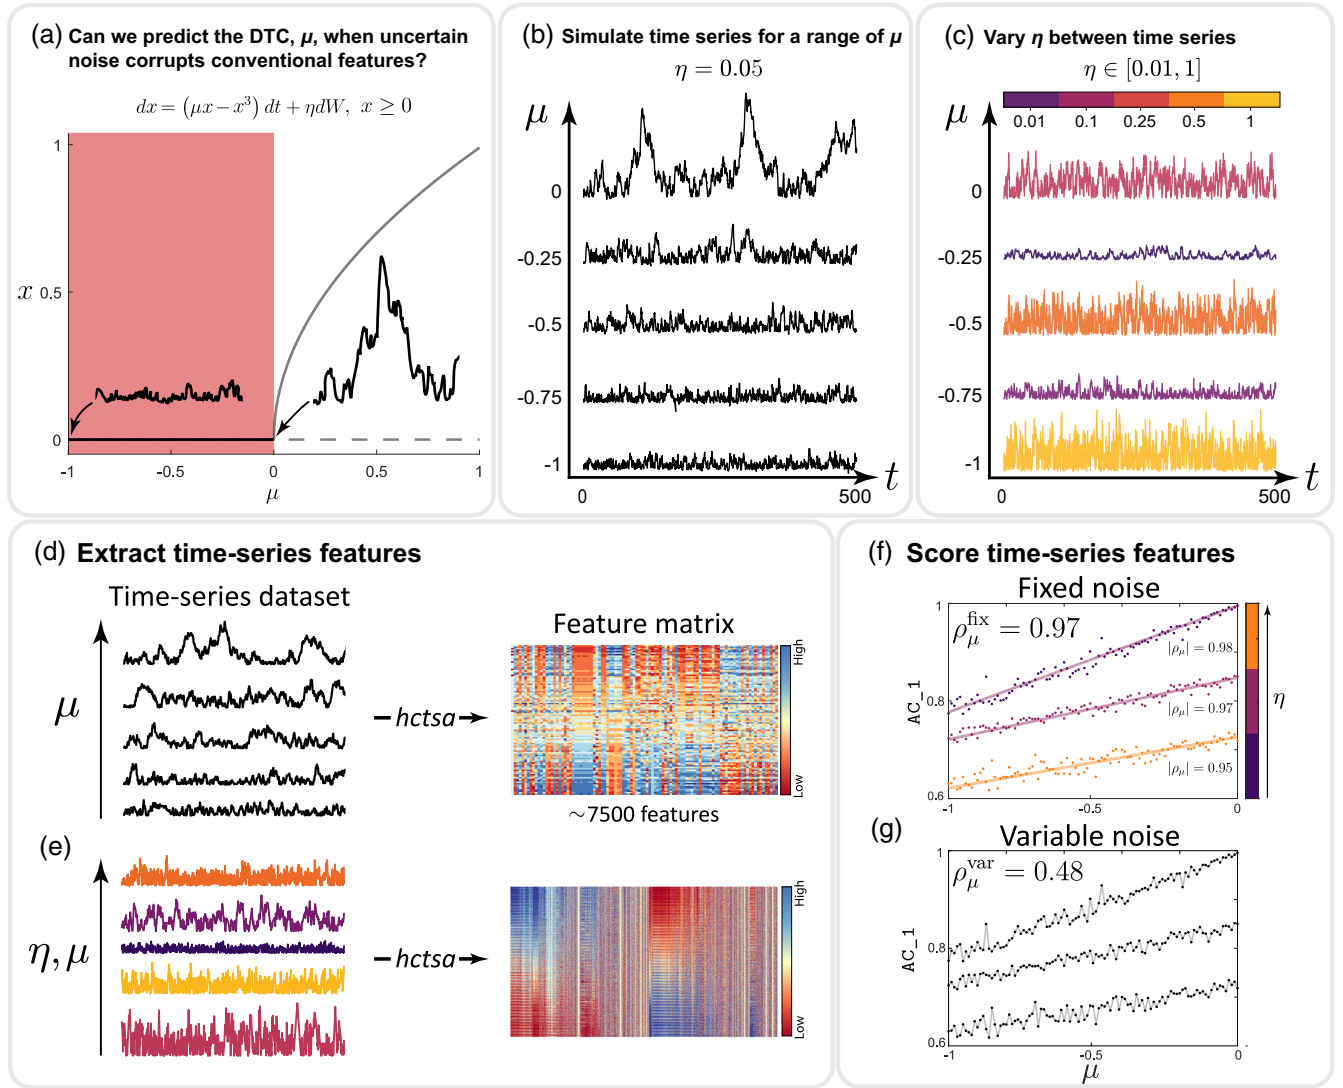 (a) Can we predict the DTC, μ, when uncertain
noise corrupts conventional features?
dx = (μx − x³) dt + ηdW, x ≥ 0
1
x 0.5
0
-1 -0.5 0 0.5 1
μ
(b) Simulate time series for a range of μ
η = 0.05
μ
0
-0.25
-0.5
-0.75
-1
t
0 500
(c) Vary η between time series
η ∈ [0.01, 1]
0.01 0.1 0.25 0.5 1
μ
0
-0.25
-0.5
-0.75
-1
t
0 500
(d) Extract time-series features
Time-series dataset
μ
hctsa
Feature matrix
High
Low
~7500 features
(e)
η, μ
hctsa
High
Low
(f) Score time-series features
Fixed noise
ρ_μ^fix = 0.97
|ρ_μ| = 0.98
|ρ_μ| = 0.97
|ρ_μ| = 0.95
η
AC_1
1
0.8
0.6
-1 -0.5 0
(g) Variable noise
ρ_μ^var = 0.48
AC_1
1
0.8
0.6
-1 -0.5 0
μ